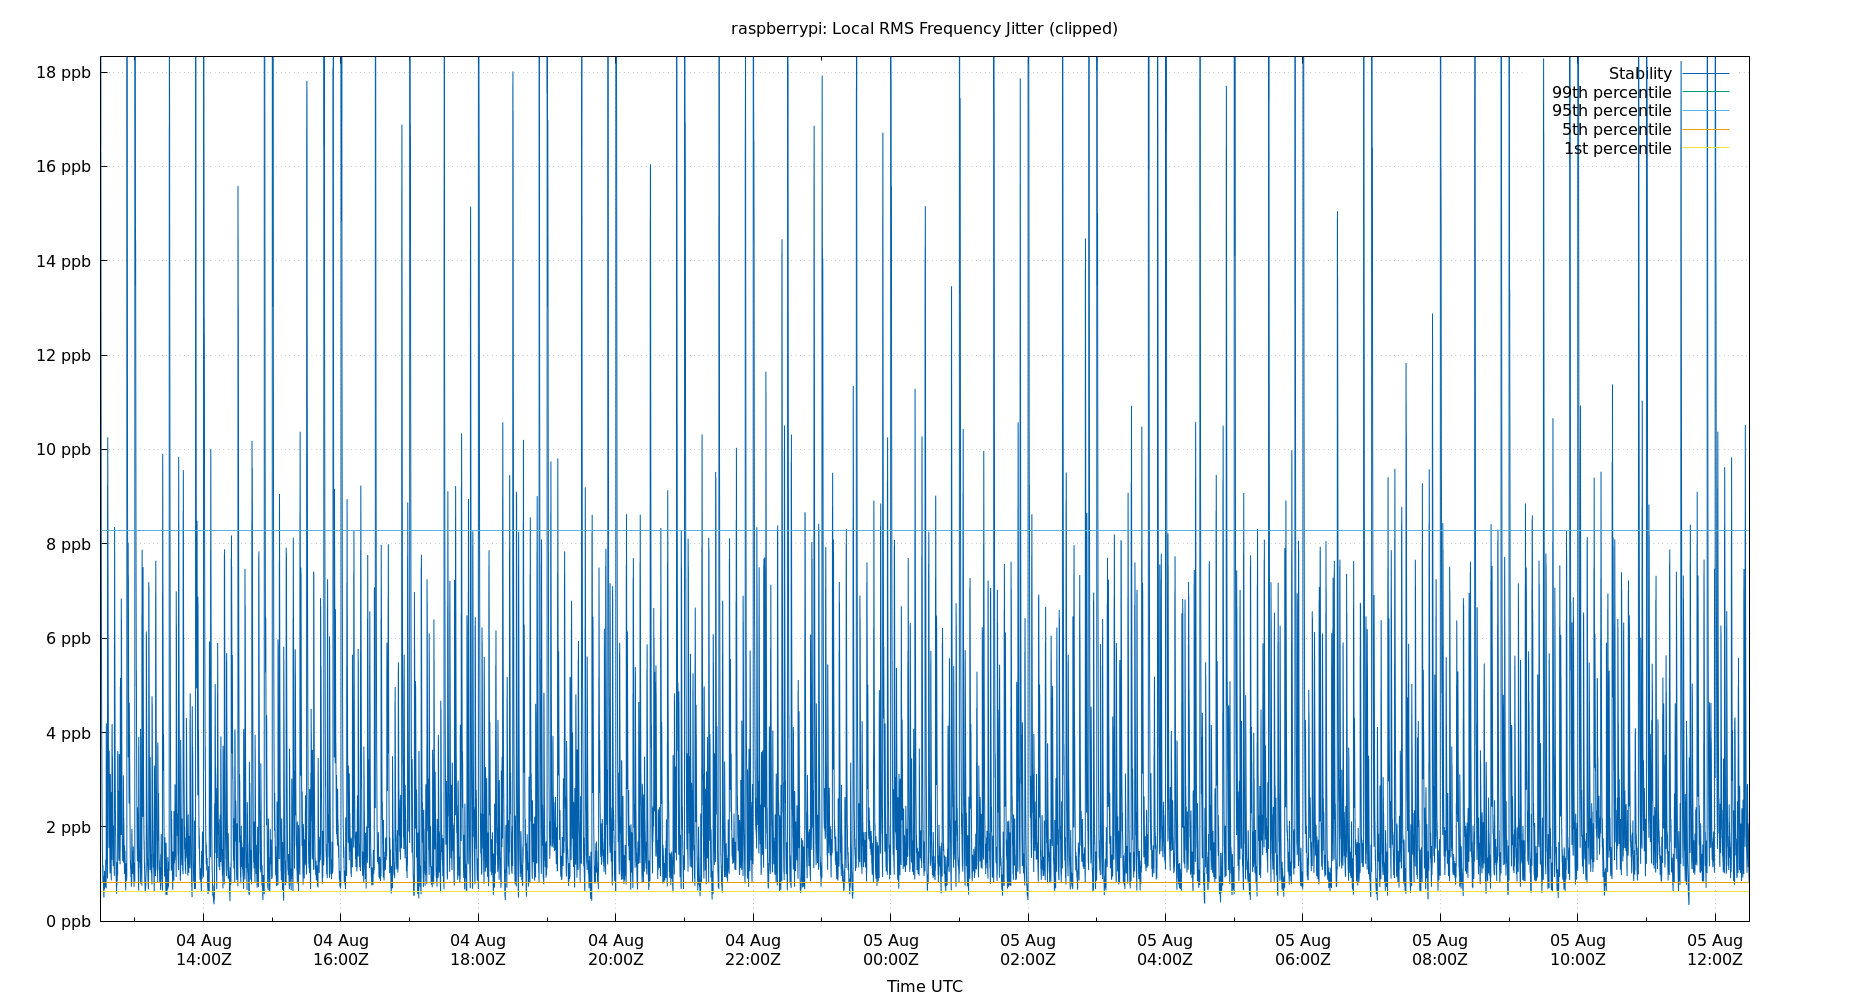 raspberrypi: Local RMS Frequency Jitter (clipped)
18 ppb
16 ppb
14 ppb
12 ppb
10 ppb
8 ppb
6 ppb
4 ppb
2 ppb
0 ppb
Stability
99th percentile
95th percentile
5th percentile
1st percentile
04 Aug 04 Aug 04 Aug 04 Aug 04 Aug 05 Aug 05 Aug 05 Aug 05 Aug 05 Aug 05 Aug 05 Aug
14:00Z 16:00Z 18:00Z 20:00Z 22:00Z 00:00Z 02:00Z 04:00Z 06:00Z 08:00Z 10:00Z 12:00Z
Time UTC